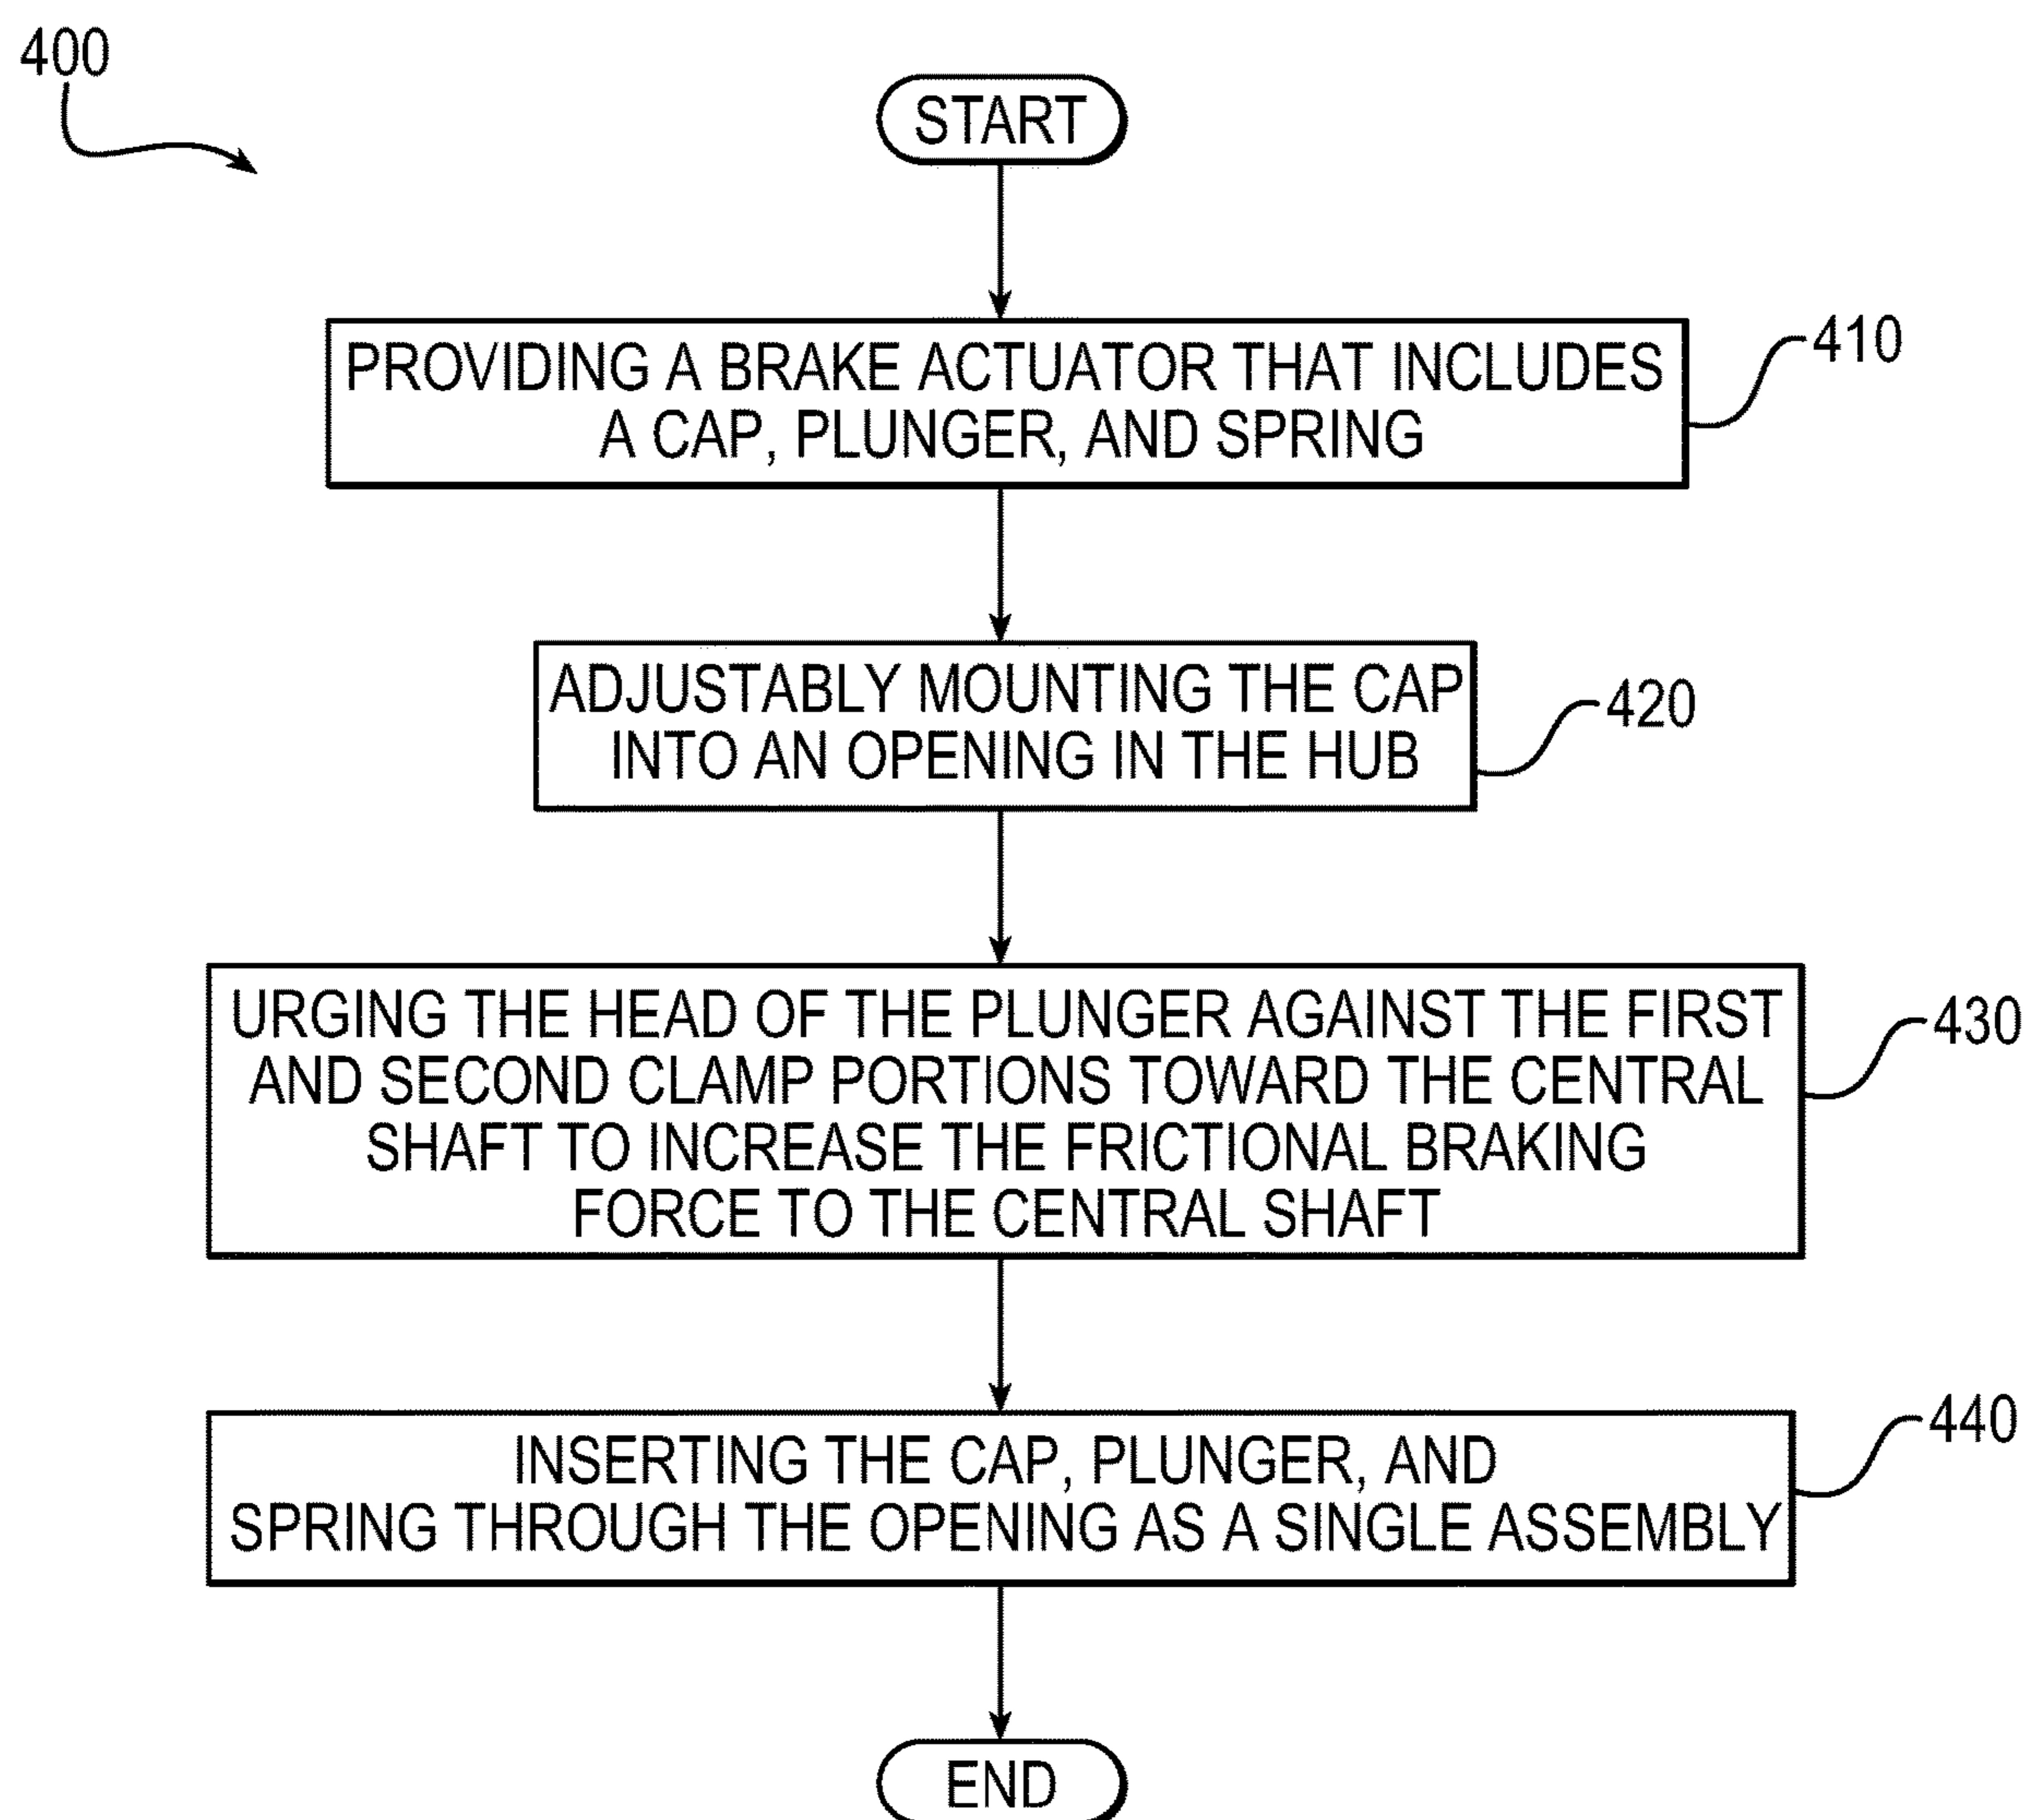 400
START
PROVIDING A BRAKE ACTUATOR THAT INCLUDES
A CAP, PLUNGER, AND SPRING
410
ADJUSTABLY MOUNTING THE CAP
INTO AN OPENING IN THE HUB
420
URGING THE HEAD OF THE PLUNGER AGAINST THE FIRST
AND SECOND CLAMP PORTIONS TOWARD THE CENTRAL
SHAFT TO INCREASE THE FRICTIONAL BRAKING
FORCE TO THE CENTRAL SHAFT
430
INSERTING THE CAP, PLUNGER, AND
SPRING THROUGH THE OPENING AS A SINGLE ASSEMBLY
440
END